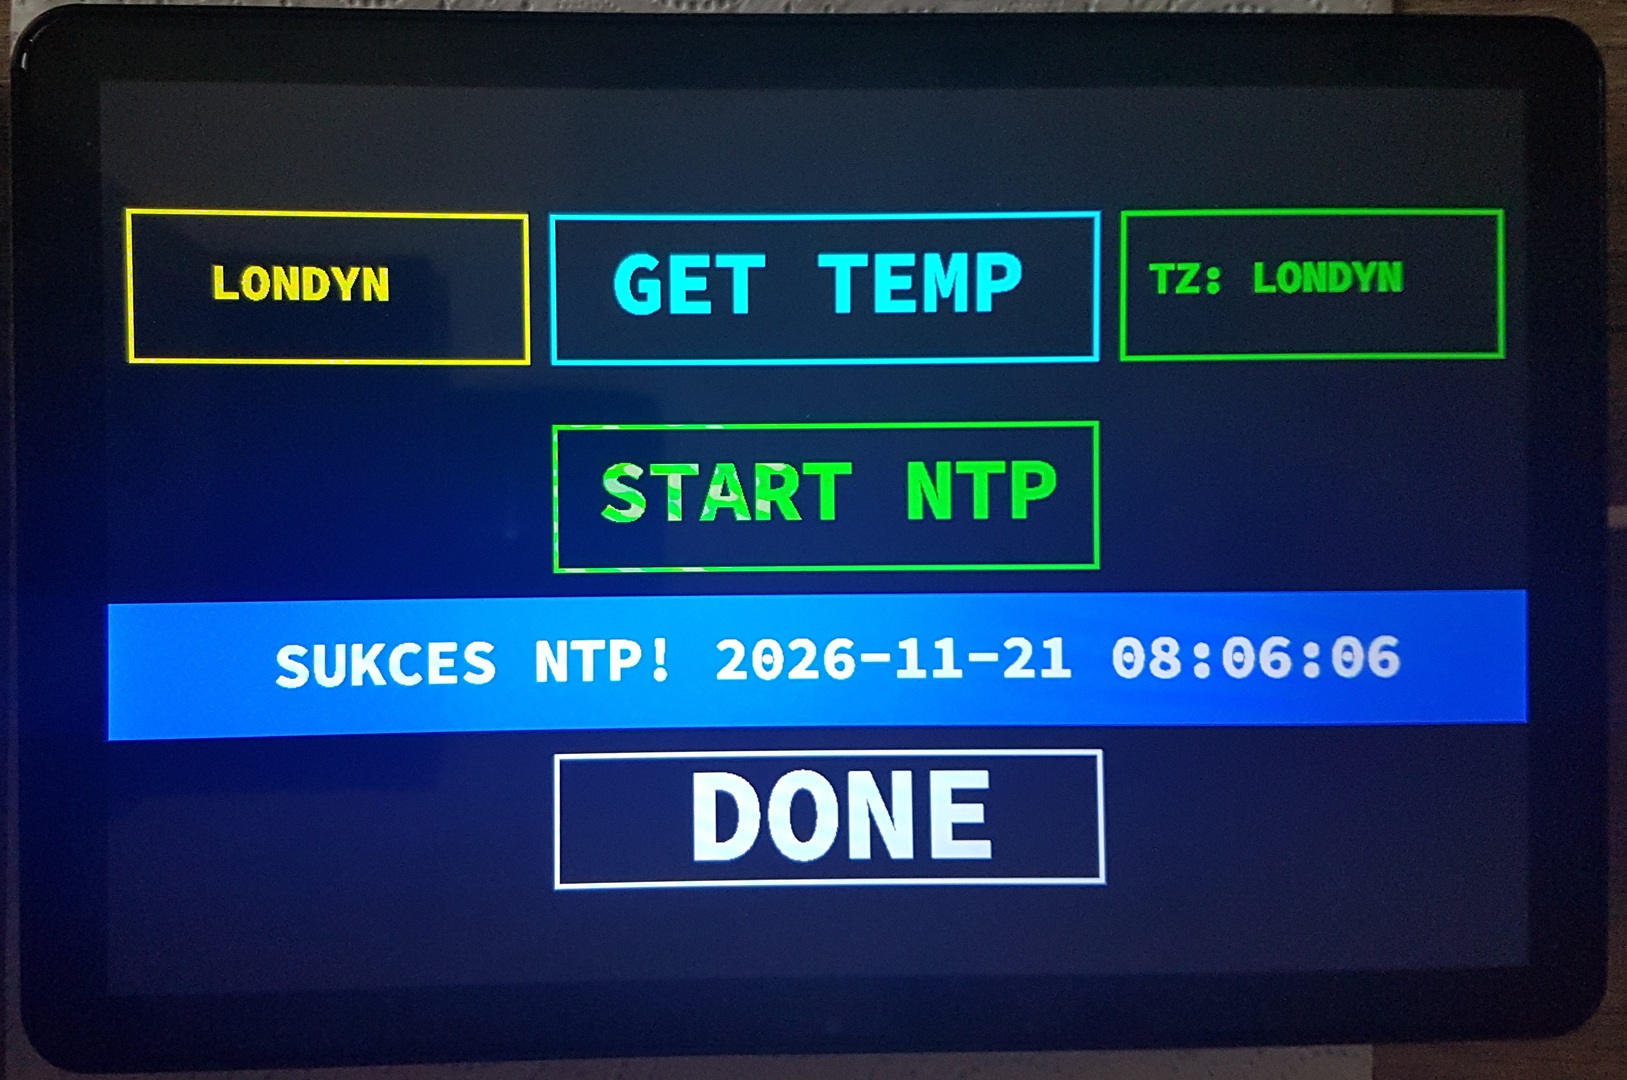 LONDYN
GET TEMP
TZ: LONDYN
START NTP
SUKCES NTP! 2026-11-21 08:06:06
DONE